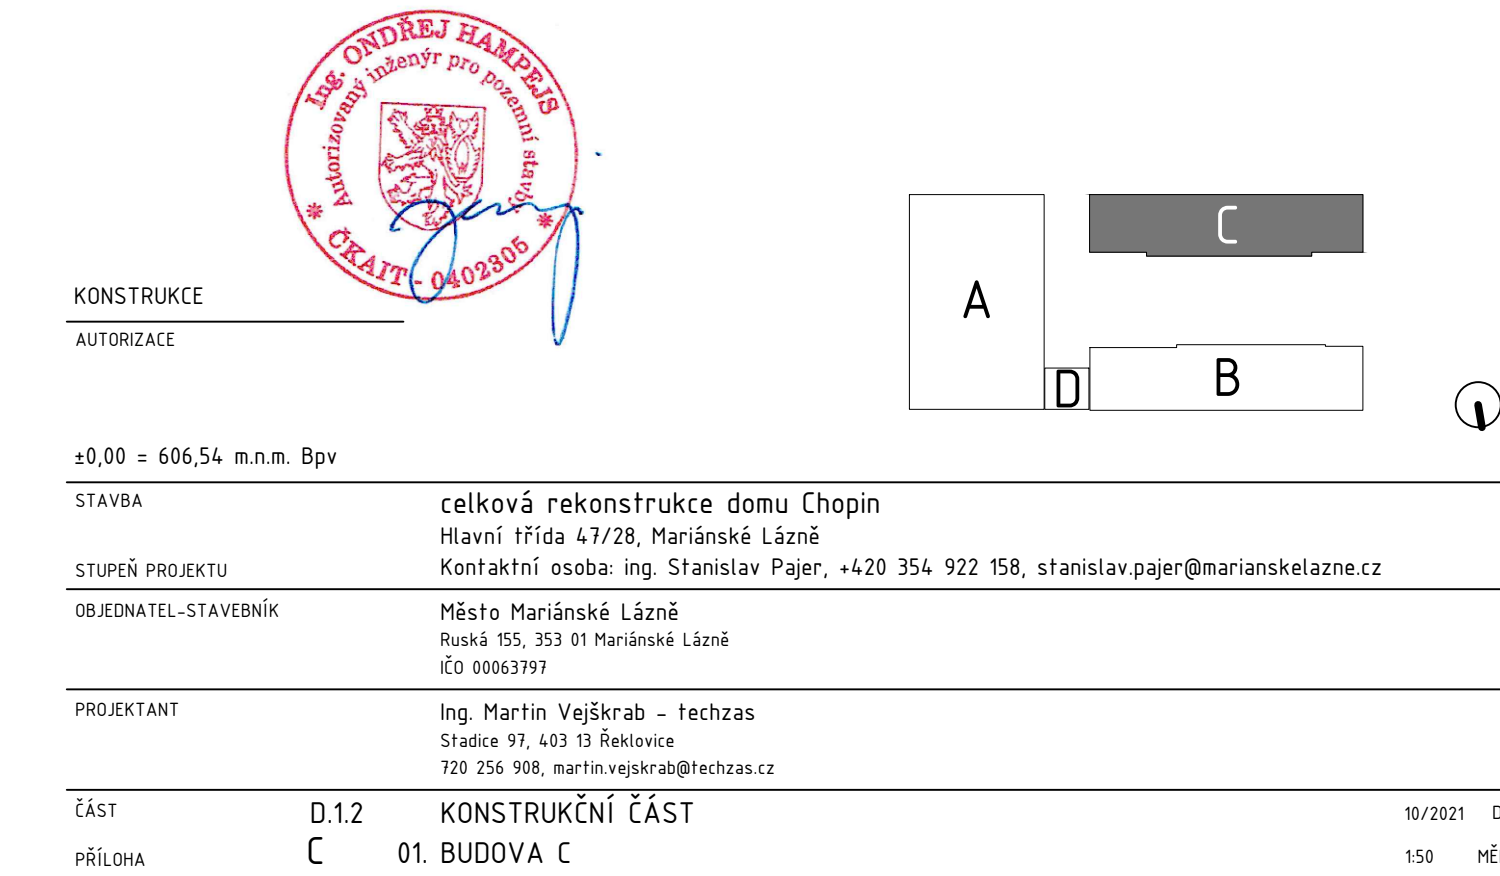 Ing. ONDŘEJ HAMPEJS
Autorizovaný inženýr pro pozemní stavby
* ČKAIT - 0402305 *
KONSTRUKCE
AUTORIZACE
C
A
B
D
±0,00 = 606,54 m.n.m. Bpv
STAVBA celková rekonstrukce domu Chopin
Hlavní třída 47/28, Mariánské Lázně
STUPEŇ PROJEKTU Kontaktní osoba: ing. Stanislav Pajer, +420 354 922 158, stanislav.pajer@marianskelazne.cz
OBJEDNATEL-STAVEBNÍK Město Mariánské Lázně
Ruská 155, 353 01 Mariánské Lázně
IČO 00063797
PROJEKTANT Ing. Martin Vejškrab - techzas
Stadice 97, 403 13 Řeklovice
720 256 908, martin.vejskrab@techzas.cz
ČÁST D.1.2 KONSTRUKČNÍ ČÁST 10/2021
PŘÍLOHA C 01. BUDOVA C 1:50